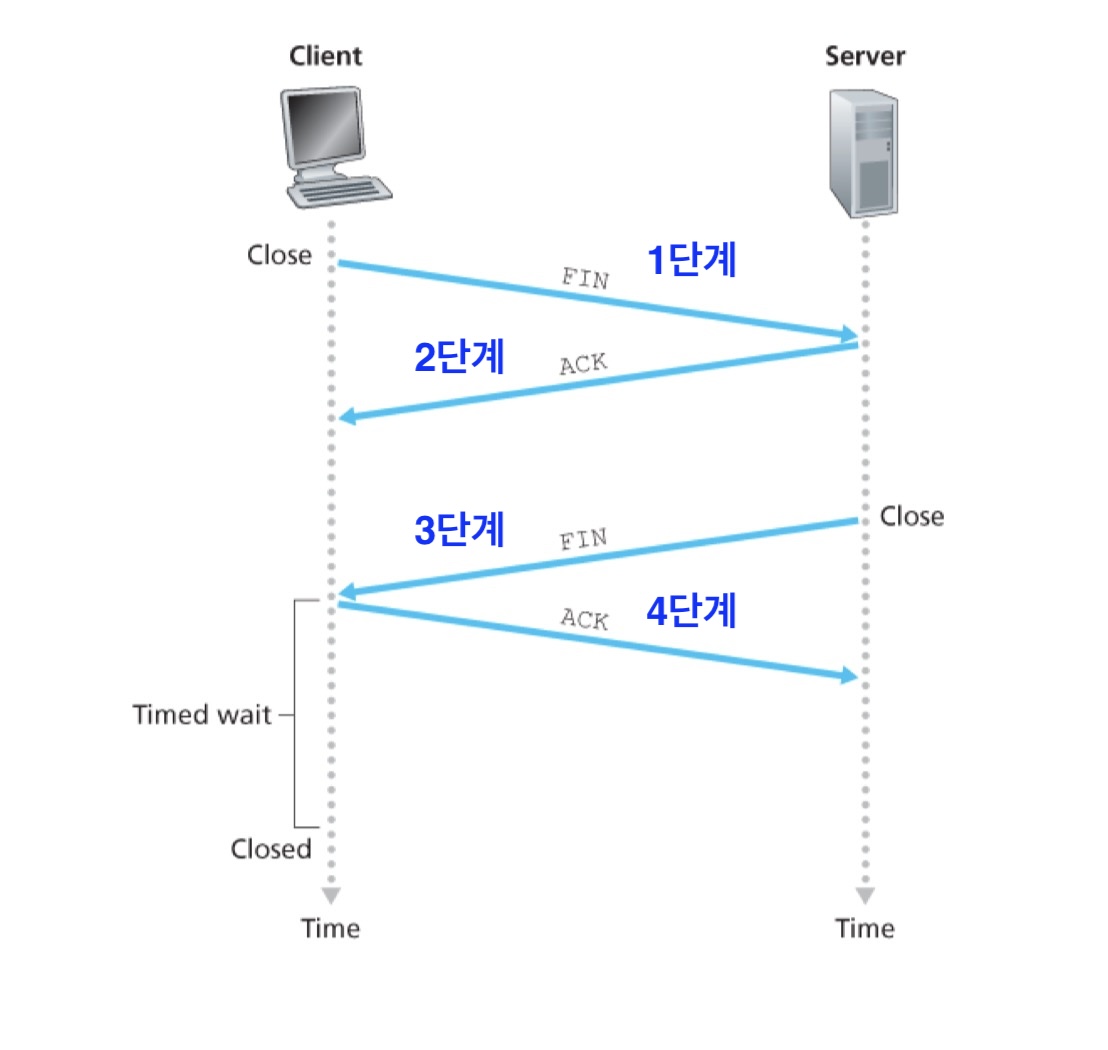 Client
Server
Close
FIN
1단계
2단계
ACK
Close
3단계
FIN
ACK
4단계
Timed wait
Closed
Time
Time